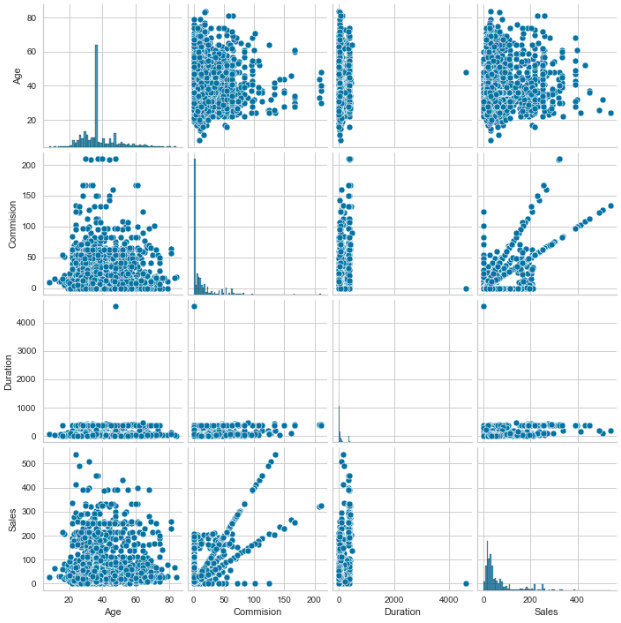 80
60
40
20
Age
200
150
100
50
0
Commision
4000
3000
2000
1000
0
Duration
500
400
300
200
100
0
Sales
20 40 60 80
0 50 100 150 200
0 2000 4000
0 200 400
Age
Commision
Duration
Sales